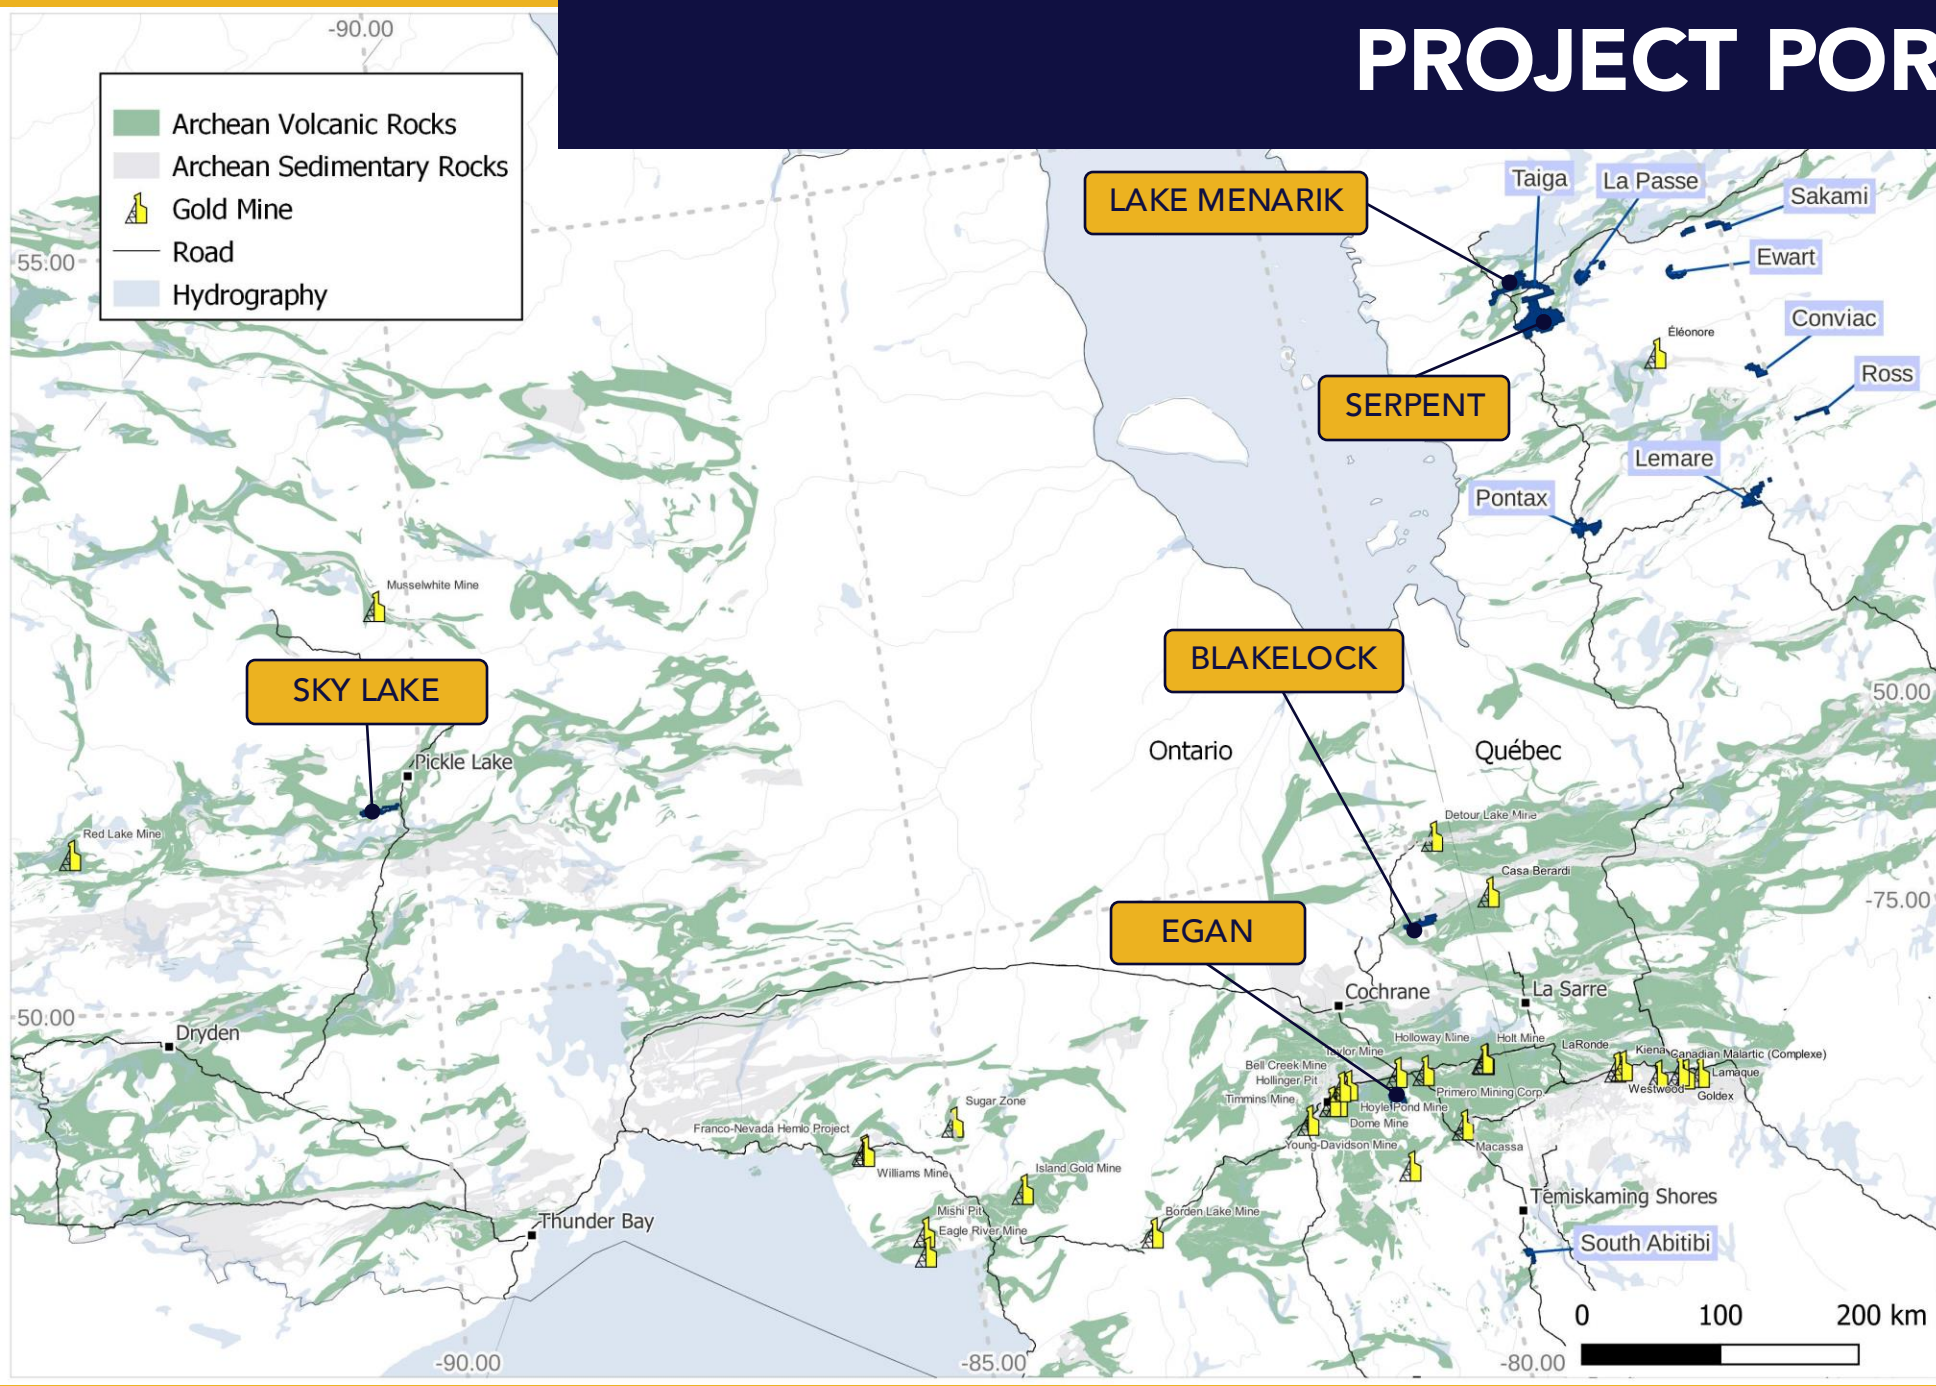 PROJECT POR
-90.00
Archean Volcanic Rocks
Archean Sedimentary Rocks
Gold Mine
Road
Hydrography
55.00
LAKE MENARIK
Taiga
La Passe
Sakami
Ewart
Conviac
Éléonore
Ross
SERPENT
Lemare
Pontax
Musselwhite Mine
BLAKELOCK
SKY LAKE
50.00
Ontario
Québec
Pickle Lake
Detour Lake Mine
Red Lake Mine
Casa Berardi
-75.00
EGAN
Cochrane
La Sarre
50.00
Dryden
Holloway Mine
Holt Mine
LaRonde
Taylor Mine
Kiena
Canadian Malartic (Complexe)
Bell Creek Mine
Lamaque
Hollinger Pit
Westwood
Goldex
Primero Mining Corp.
Timmins Mine
Hoyle Pond Mine
Sugar Zone
Dome Mine
Franco-Nevada Hemlo Project
Young-Davidson Mine
Macassa
Williams Mine
Island Gold Mine
Témiskaming Shores
Mishi Pit
Borden Lake Mine
Thunder Bay
Eagle River Mine
South Abitibi
0 100 200 km
-90.00
-85.00
-80.00